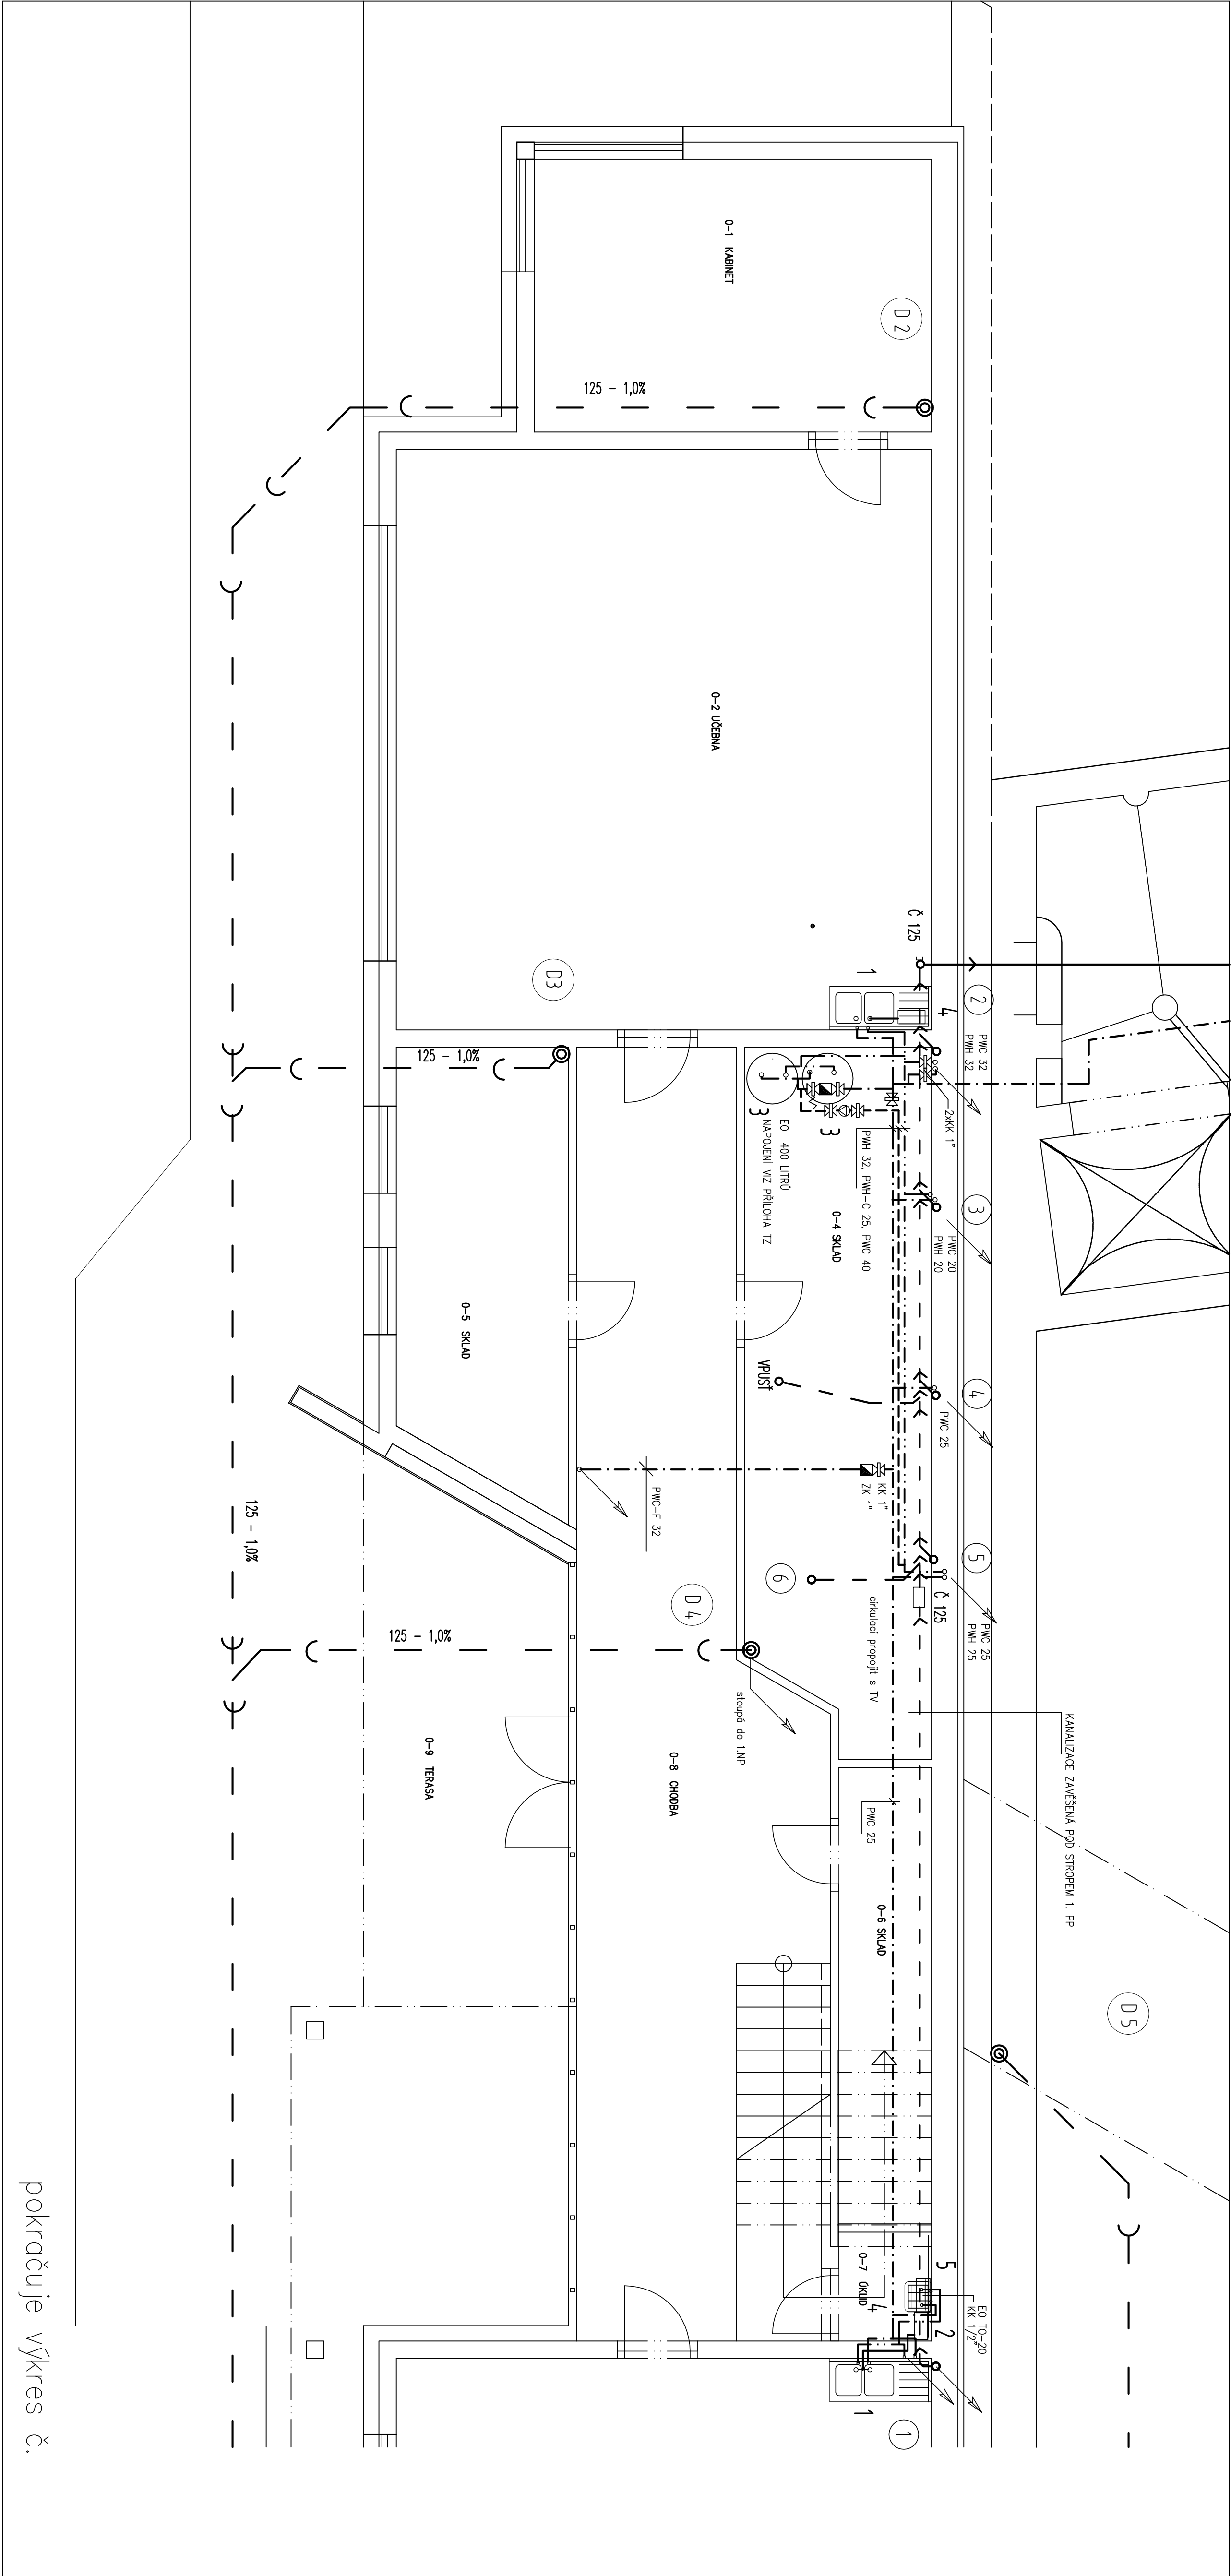 0-1 KABINET
D 2
125 - 1,0%
0-2 UČEBNA
Č 125
1
4
2
PWC 32
PWH 32
2xKK 1"
D3
125 - 1,0%
3
3
EO 400 LITRŮ
NAPOJENÍ VIZ PŘÍLOHA TZ
PWH 32, PWH-C 25, PWC 40
0-4 SKLAD
3
PWC 20
PWH 20
0-5 SKLAD
VPUSŤ
4
PWC 25
KK 1"
ZK 1"
PWC-F 32
125 - 1,0%
5
Č 125
PWC 25
PWH 25
6
cirkulaci propojit s TV
D 4
125 - 1,0%
stoupá do 1.NP
KANALIZACE ZAVĚŠENÁ POD STROPEM 1. PP
0-9 TERASA
0-8 CHODBA
PWC 25
0-6 SKLAD
D 5
0-7 ÚKLID
4
5
EO TO-20
KK 1/2"
2
1
1
pokračuje výkres č.